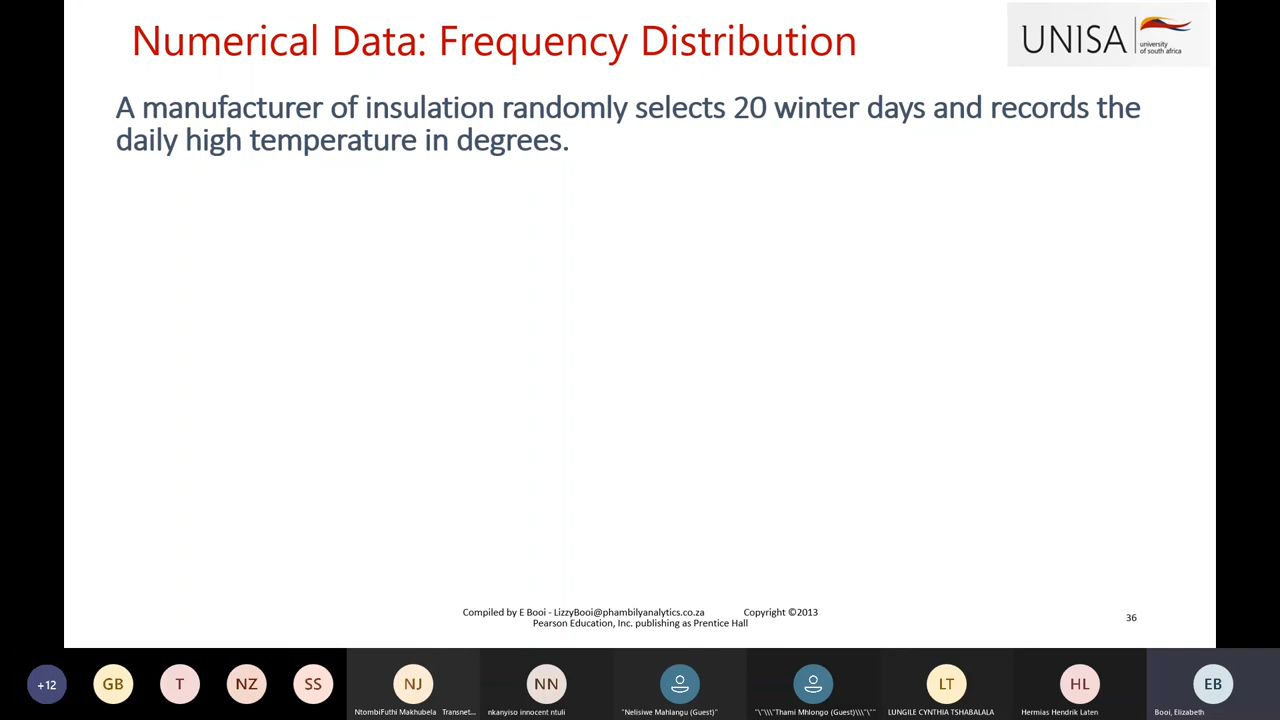 Numerical Data: Frequency Distribution
UNISA
university
of south africa
A manufacturer of insulation randomly selects 20 winter days and records the
daily high temperature in degrees.
Compiled by E Booi - LizzyBooi@phambilyanalytics.co.za Copyright ©2013
Pearson Education, Inc. publishing as Prentice Hall
36
+12
GB
T
NZ
SS
NJ
NN
LT
HL
EB
NtombiFuthi Makhubela Transnet...
nkanyiso innocent ntuli
"Nelisiwe Mahlangu (Guest)"
"\"\\\"Thami Mhlongo (Guest)\\\"\""
LUNGILE CYNTHIA TSHABALALA
Hermias Hendrik Laten
Booi, Elizabeth